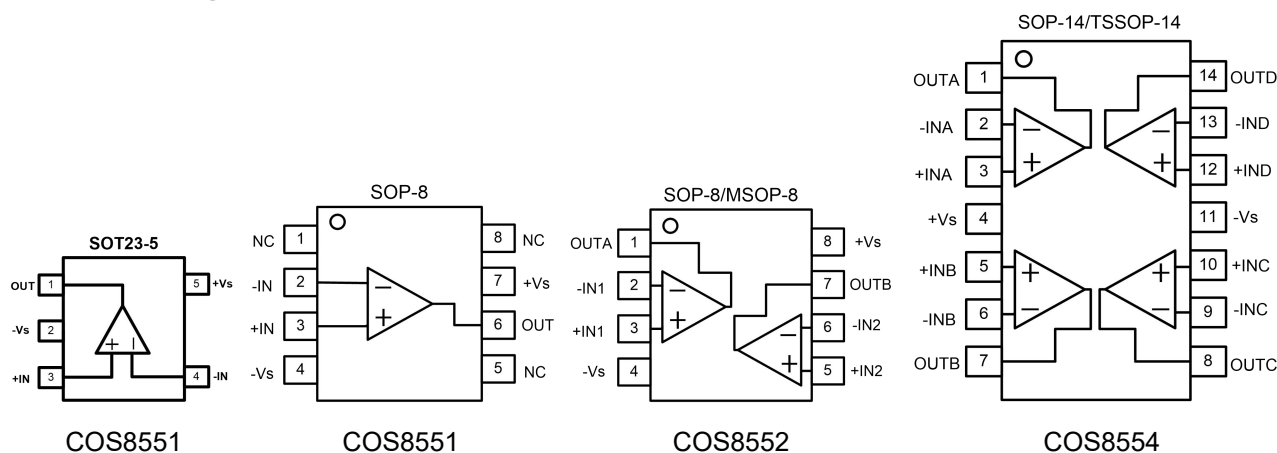 SOT23-5
OUT 1 5 +Vs
-Vs 2
+IN 3 4 -IN
+ −
COS8551
SOP-8
NC 1 8 NC
-IN 2 7 +Vs
+IN 3 6 OUT
-Vs 4 5 NC
−
+
COS8551
SOP-8/MSOP-8
OUTA 1 8 +Vs
-IN1 2 7 OUTB
+IN1 3 6 -IN2
-Vs 4 5 +IN2
− −
+ +
COS8552
SOP-14/TSSOP-14
OUTA 1 14 OUTD
-INA 2 13 -IND
+INA 3 12 +IND
+Vs 4 11 -Vs
+INB 5 10 +INC
-INB 6 9 -INC
OUTB 7 8 OUTC
− −
+ +
+ +
− −
COS8554